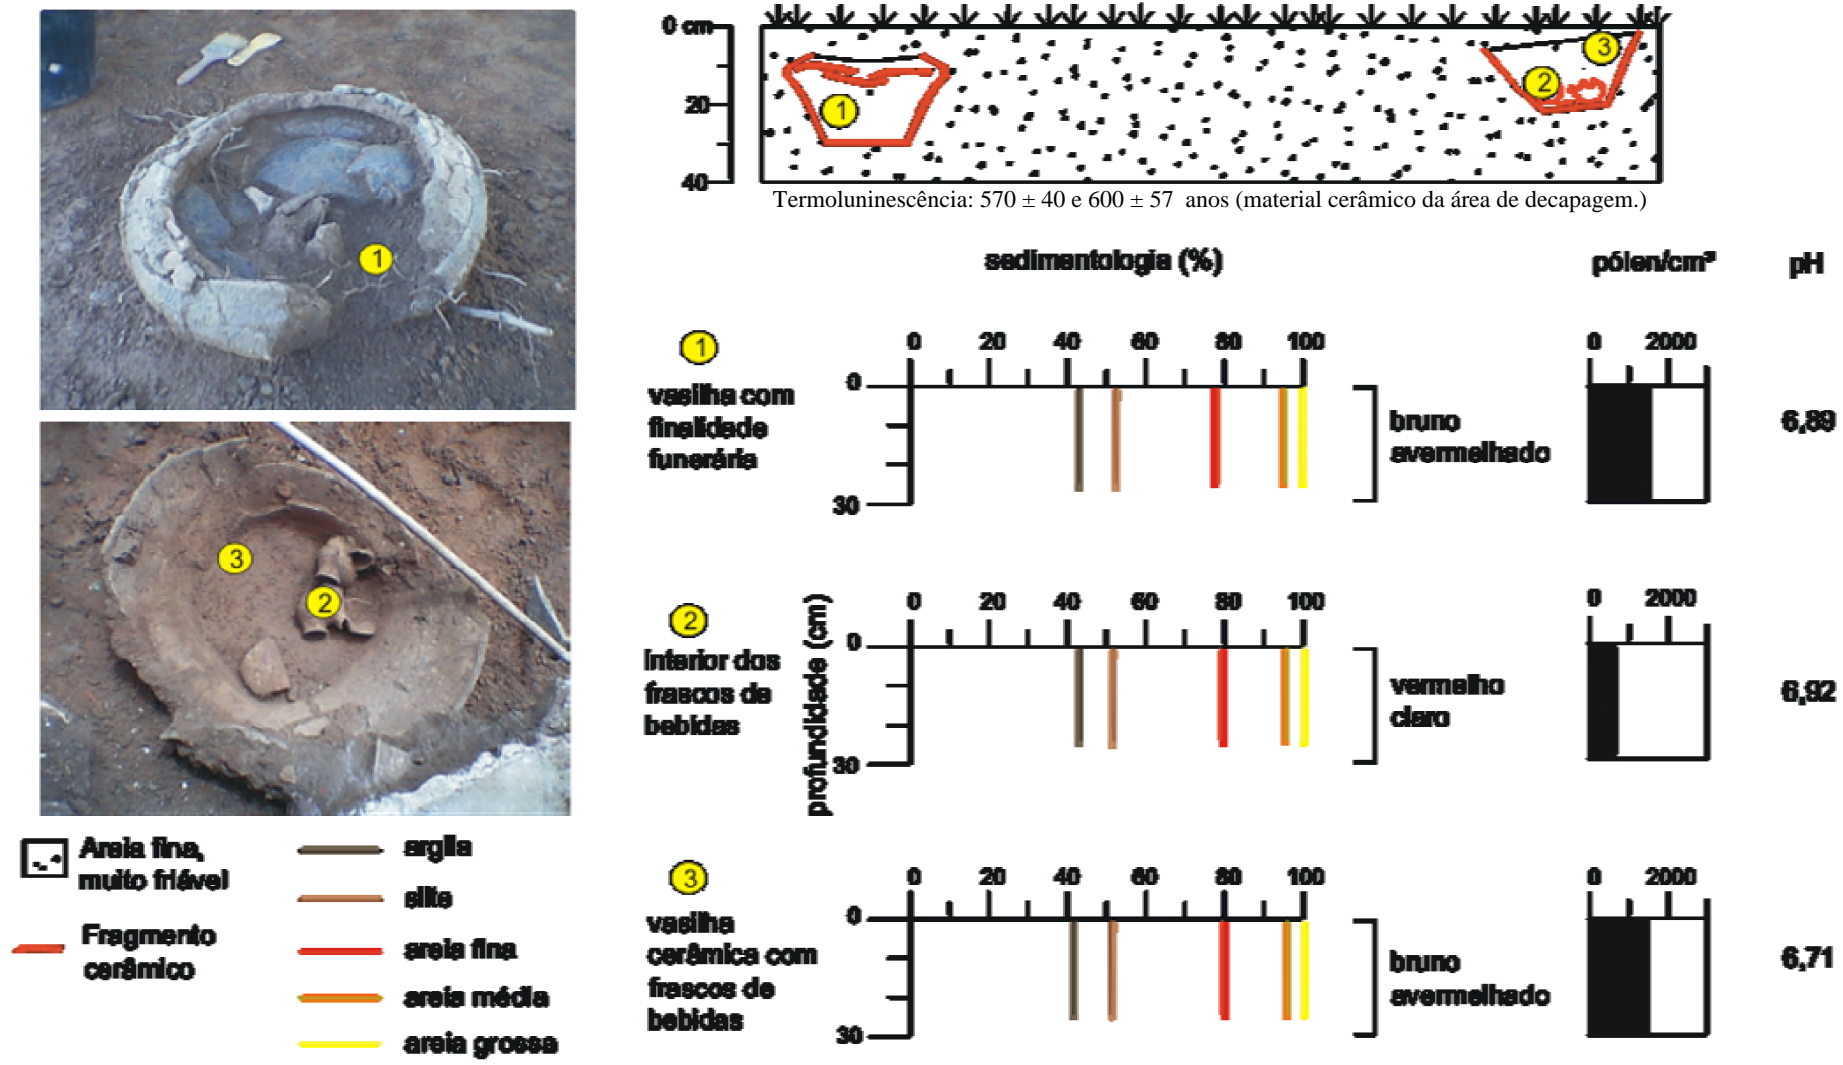 0 cm
20
40
1
2
3
Termoluninescência: 570 ± 40 e 600 ± 57 anos (material cerâmico da área de decapagem.)
1
3
2
sedimentologia (%)
pólen/cm³
pH
1
vasilha com
finalidade
funerária
0 20 40 60 80 100
0
30
bruno
avermelhado
0 2000
6,89
2
interior dos
frascos de
bebidas
profundidade (cm)
0 20 40 60 80 100
0
30
vermelho
claro
0 2000
6,92
3
vasilha
cerâmica com
frascos de
bebidas
0 20 40 60 80 100
0
30
bruno
avermelhado
0 2000
6,71
Areia fina,
muito friável
Fragmento
cerâmico
argila
silte
areia fina
areia média
areia grossa